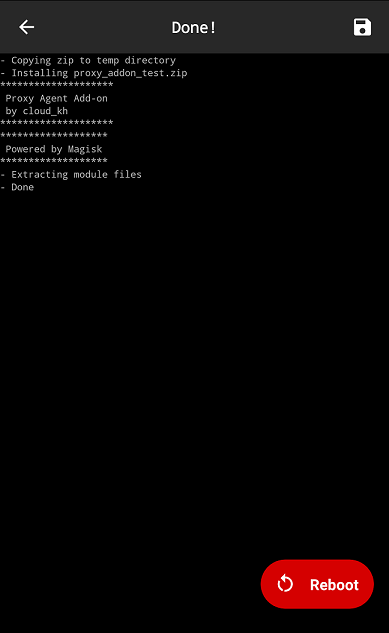 Done!
- Copying zip to temp directory
- Installing proxy_addon_test.zip
********************
Proxy Agent Add-on
by cloud_kh
********************
*******************
Powered by Magisk
*******************
- Extracting module files
- Done
Reboot